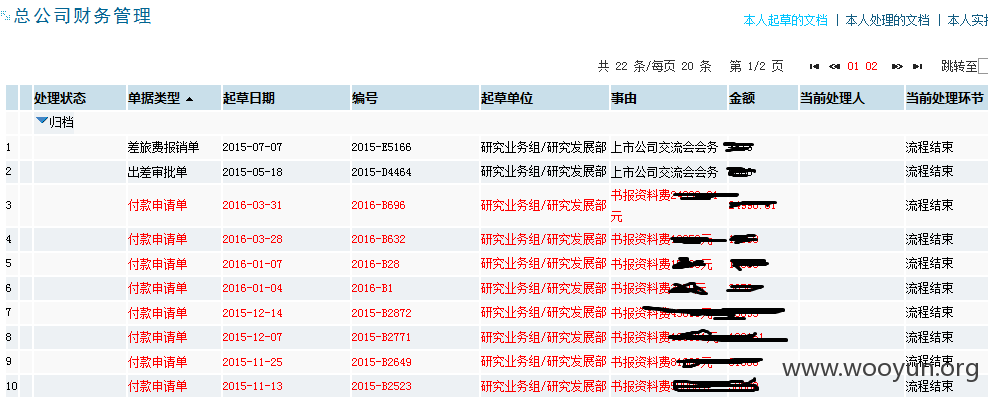 总公司财务管理
本人起草的文档 | 本人处理的文档 | 本人实
共 22 条/每页 20 条 第 1/2 页 01 02 跳转至
处理状态 单据类型 起草日期 编号 起草单位 事由 金额 当前处理人 当前处理环节
归档
1 差旅费报销单 2015-07-07 2015-E5166 研究业务组/研究发展部 上市公司交流会会务 流程结束
2 出差审批单 2015-05-18 2015-D4464 研究业务组/研究发展部 上市公司交流会会务 流程结束
3 付款申请单 2016-03-31 2016-B696 研究业务组/研究发展部 书报资料费 流程结束
元
4 付款申请单 2016-03-28 2016-B632 研究业务组/研究发展部 书报资料费 元 流程结束
5 付款申请单 2016-01-07 2016-B28 研究业务组/研究发展部 书报资料费 元 流程结束
6 付款申请单 2016-01-04 2016-B1 研究业务组/研究发展部 书报资料费 元 流程结束
7 付款申请单 2015-12-14 2015-B2872 研究业务组/研究发展部 书报资料费 流程结束
8 付款申请单 2015-12-07 2015-B2771 研究业务组/研究发展部 书报资料费 流程结束
9 付款申请单 2015-11-25 2015-B2649 研究业务组/研究发展部 书报资料费 元 流程结束
10 付款申请单 2015-11-13 2015-B2523 研究业务组/研究发展部 书报资料费 流程结束
www.wooyun.org